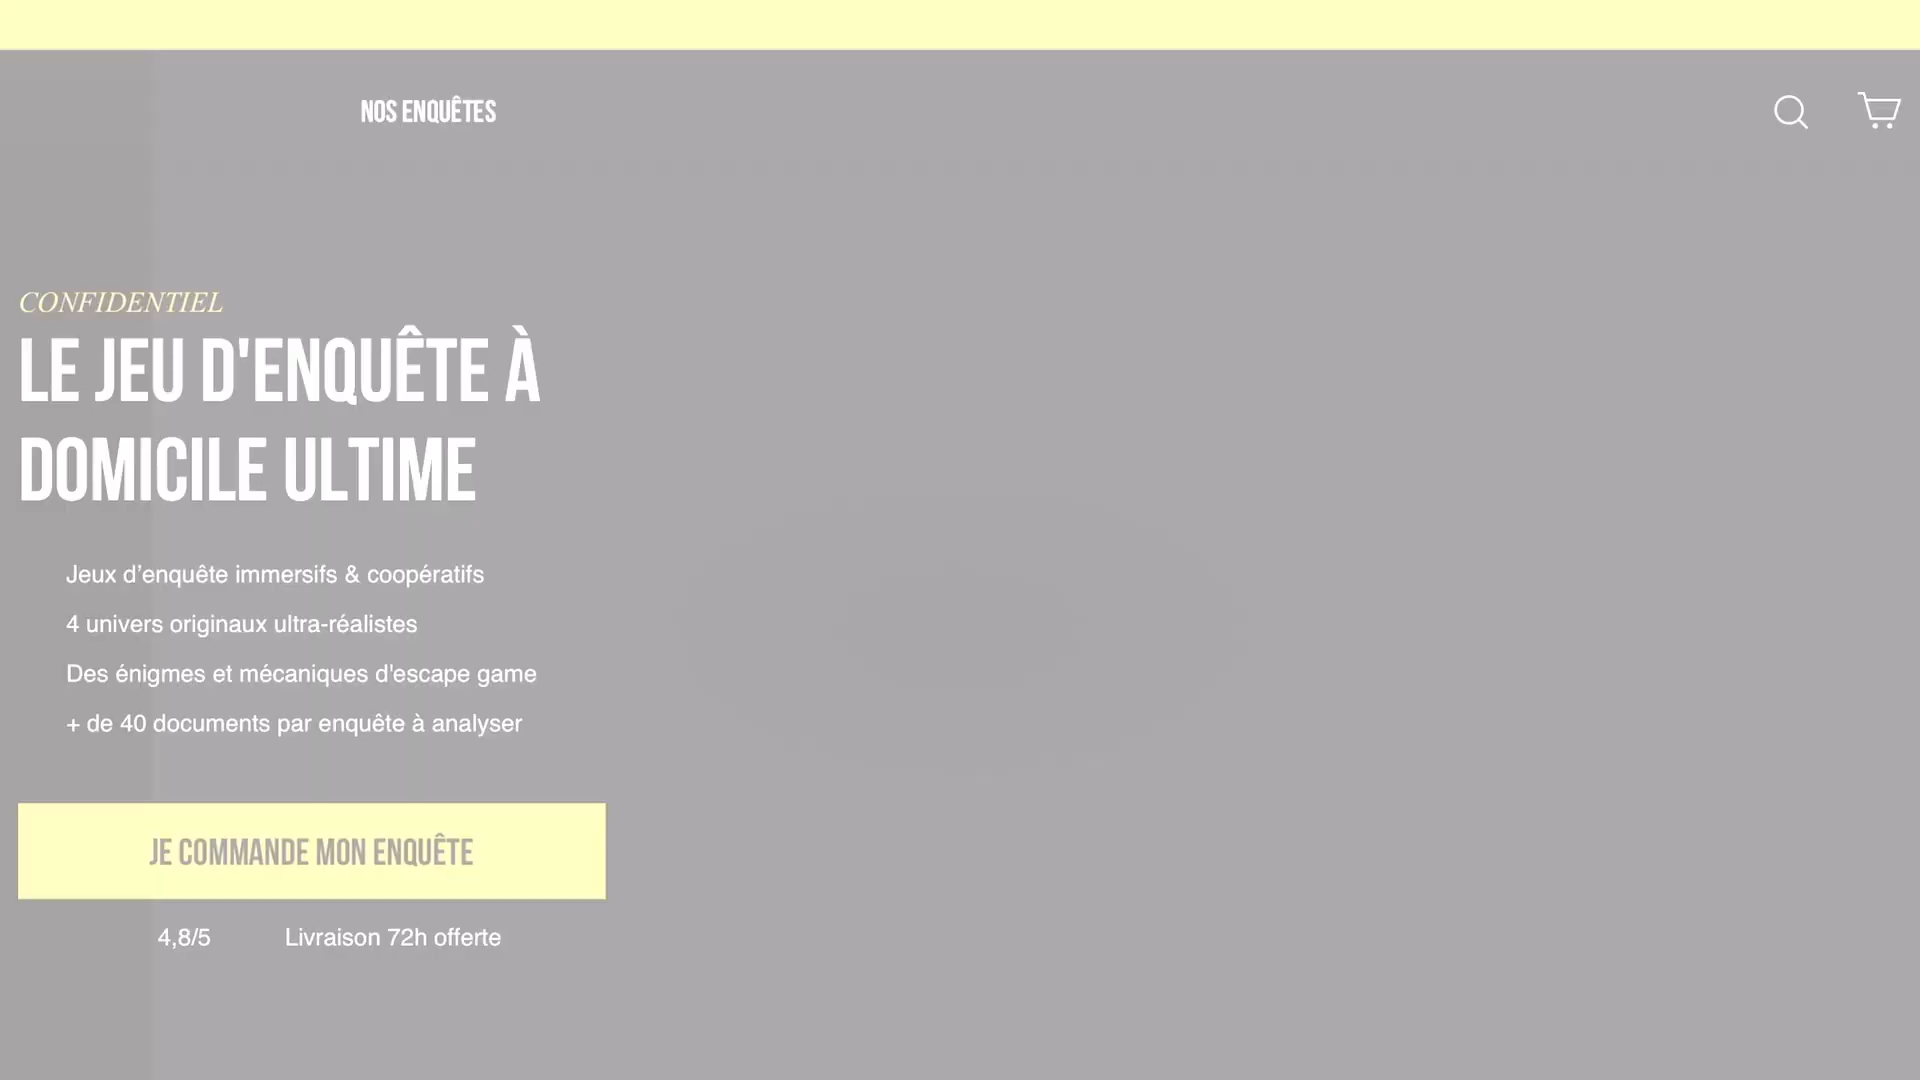 NOS ENQUÊTES
CONFIDENTIEL
LE JEU D'ENQUÊTE À
DOMICILE ULTIME
Jeux d’enquête immersifs & coopératifs
4 univers originaux ultra-réalistes
Des énigmes et mécaniques d'escape game
+ de 40 documents par enquête à analyser
JE COMMANDE MON ENQUÊTE
4,8/5 Livraison 72h offerte